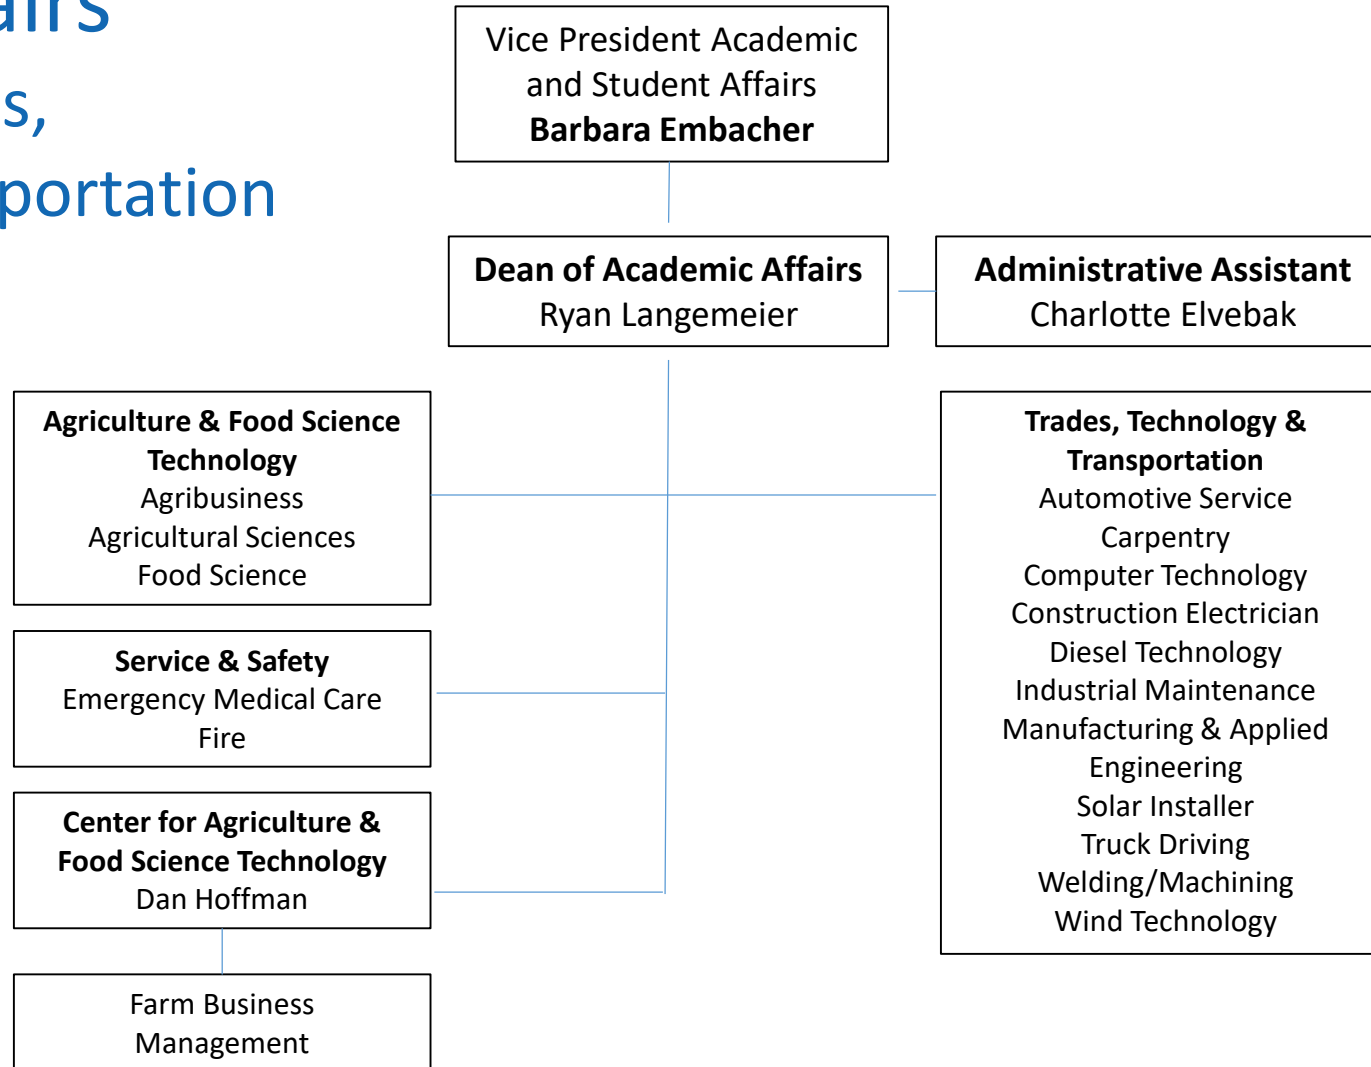 airs
s,
portation
Vice President Academic
and Student Affairs
Barbara Embacher
Dean of Academic Affairs
Ryan Langemeier
Administrative Assistant
Charlotte Elvebak
Agriculture & Food Science
Technology
Agribusiness
Agricultural Sciences
Food Science
Service & Safety
Emergency Medical Care
Fire
Center for Agriculture &
Food Science Technology
Dan Hoffman
Farm Business
Management
Trades, Technology &
Transportation
Automotive Service
Carpentry
Computer Technology
Construction Electrician
Diesel Technology
Industrial Maintenance
Manufacturing & Applied
Engineering
Solar Installer
Truck Driving
Welding/Machining
Wind Technology